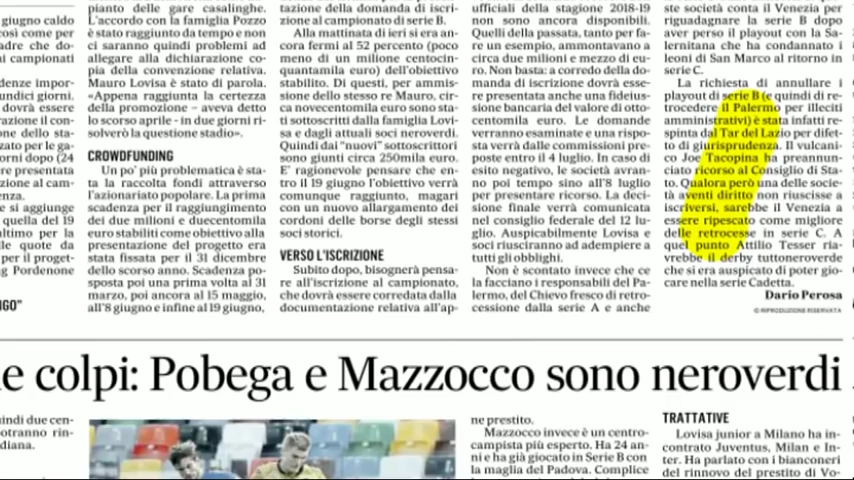 giugno caldo
così come per
adre che do-
ai campionati
denze impor-
undici giorni.
dovrà essere
razione il con-
ne dello sta-
zato per le ga-
orni dopo (24
re presentata
zione al cam-
enza.
e si aggiunge
quella del 19
ultimo per la
le quote da
per il proget-
g Pordenone
NGO"
pianto delle gare casalinghe.
L'accordo con la famiglia Pozzo
è stato raggiunto da tempo e non
ci saranno quindi problemi ad
allegare alla dichiarazione co-
pia della convenzione relativa.
Mauro Lovisa è stato di parola.
«Appena raggiunta la certezza
della promozione – aveva detto
lo scorso aprile - in due giorni ri-
solverò la questione stadio».
CROWDFUNDING
Un po' più problematica è sta-
ta la raccolta fondi attraverso
l'azionariato popolare. La prima
scadenza per il raggiungimento
dei due milioni e duecentomila
euro stabiliti come obiettivo alla
presentazione del progetto era
stata fissata per il 31 dicembre
dello scorso anno. Scadenza po-
sposta poi una prima volta al 31
marzo, poi ancora al 15 maggio,
all'8 giugno e infine al 19 giugno,
tazione della domanda di iscri-
zione al campionato di serie B.
Alla mattinata di ieri si era an-
cora fermi al 52 percento (poco
meno di un milione centocin-
quantamila euro) dell'obiettivo
stabilito. Di questi, per ammis-
sione dello stesso re Mauro, cir-
ca novecentomila euro sono sta-
ti sottoscritti dalla famiglia Lovi-
sa e dagli attuali soci neroverdi.
Quindi dai "nuovi" sottoscrittori
sono giunti circa 250mila euro.
E' ragionevole pensare che en-
tro il 19 giugno l'obiettivo verrà
comunque raggiunto, magari
con un nuovo allargamento dei
cordoni delle borse degli stessi
soci storici.
VERSO L'ISCRIZIONE
Subito dopo, bisognerà pensa-
re all'iscrizione al campionato,
che dovrà essere corredata dalla
documentazione relativa all'ap-
ufficiali della stagione 2018-19
non sono ancora disponibili.
Quelli della passata, tanto per fa-
re un esempio, ammontavano a
circa due milioni e mezzo di eu-
ro. Non basta: a corredo della do-
manda di iscrizione dovrà esse-
re presentata anche una fideius-
sione bancaria del valore di otto-
centomila euro. Le domande
verranno esaminate e una rispo-
sta verrà dalle commissioni pre-
poste entro il 4 luglio. In caso di
esito negativo, le società avran-
no poi tempo sino all'8 luglio
per presentare ricorso. La deci-
sione finale verrà comunicata
nel consiglio federale del 12 lu-
glio. Auspicabilmente Lovisa e
soci riusciranno ad adempiere a
tutti gli obblighi.
Non è scontato invece che ce
la facciano i responsabili del Pa-
lermo, del Chievo fresco di retro-
cessione dalla serie A e anche
ste società conta il Venezia per
riguadagnare la serie B dopo
aver perso il playout con la Sa-
lernitana che ha condannato i
leoni di San Marco al ritorno in
serie C.
La richiesta di annullare i
playout di serie B (e quindi di re-
trocedere il Palermo per illeciti
amministrativi) è stata infatti re-
spinta dal Tar del Lazio per difet-
to di giurisprudenza. Il vulcani-
co Joe Tacopina ha preannun-
ciato ricorso al Consiglio di Sta-
to. Qualora però una delle socie-
tà aventi diritto non riuscisse a
iscriversi, sarebbe il Venezia a
essere ripescato come migliore
delle retrocesse in serie C. A
quel punto Attilio Tesser ria-
vrebbe il derby tuttoneroverde
che si era auspicato di poter gio-
care nella serie Cadetta.
Dario Perosa
© RIPRODUZIONE RISERVATA
e colpi: Pobega e Mazzocco sono neroverdi
uindi due cen-
potranno rin-
diana.
ne prestito.
Mazzocco invece è un centro-
campista più esperto. Ha 24 an-
ni e ha già giocato in Serie B con
la maglia del Padova. Complice
TRATTATIVE
Lovisa junior a Milano ha in-
contrato Juventus, Milan e In-
ter. Ha parlato con i bianconeri
del rinnovo del prestito di Vo-